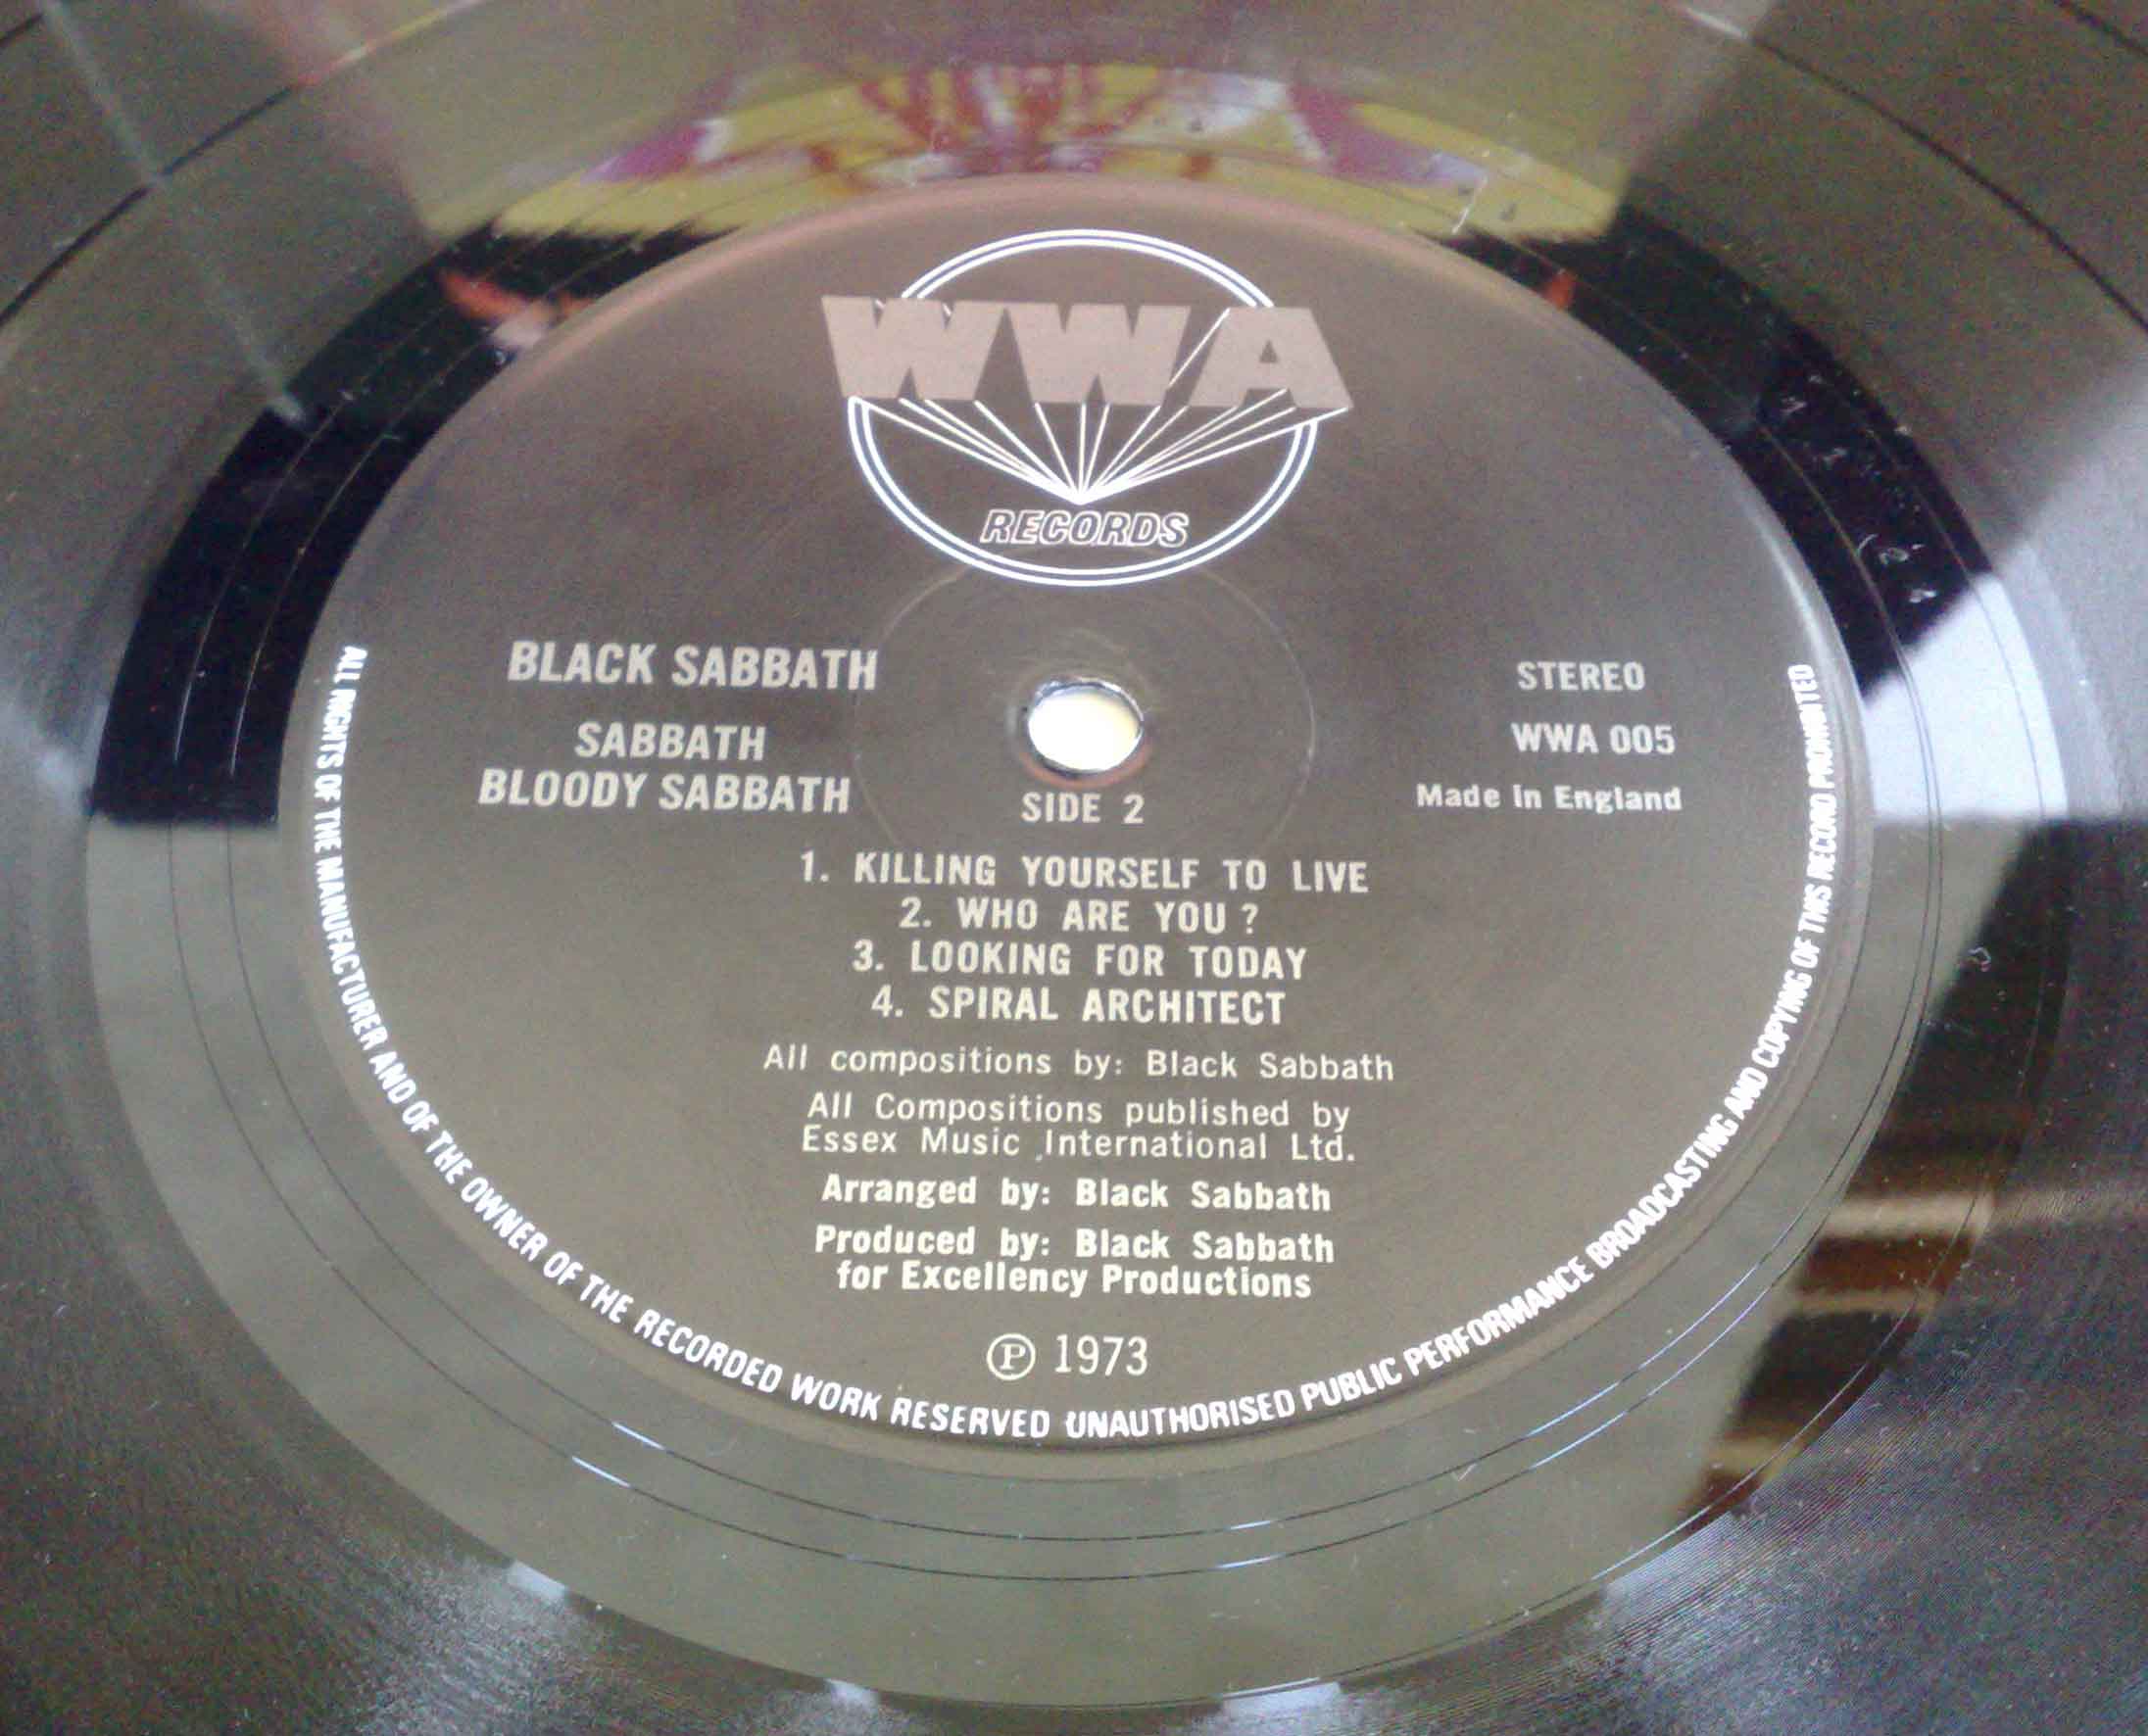 WWA
RECORDS
BLACK SABBATH
SABBATH
BLOODY SABBATH
STEREO
WWA 005
Made in England
SIDE 2
1. KILLING YOURSELF TO LIVE
2. WHO ARE YOU ?
3. LOOKING FOR TODAY
4. SPIRAL ARCHITECT
All compositions by: Black Sabbath
All Compositions published by
Essex Music International Ltd.
Arranged by: Black Sabbath
Produced by: Black Sabbath
for Excellency Productions
Ⓟ 1973
ALL RIGHTS OF THE MANUFACTURER AND OF THE OWNER OF THE RECORDED WORK RESERVED UNAUTHORISED PUBLIC PERFORMANCE BROADCASTING AND COPYING OF THIS RECORD PROHIBITED